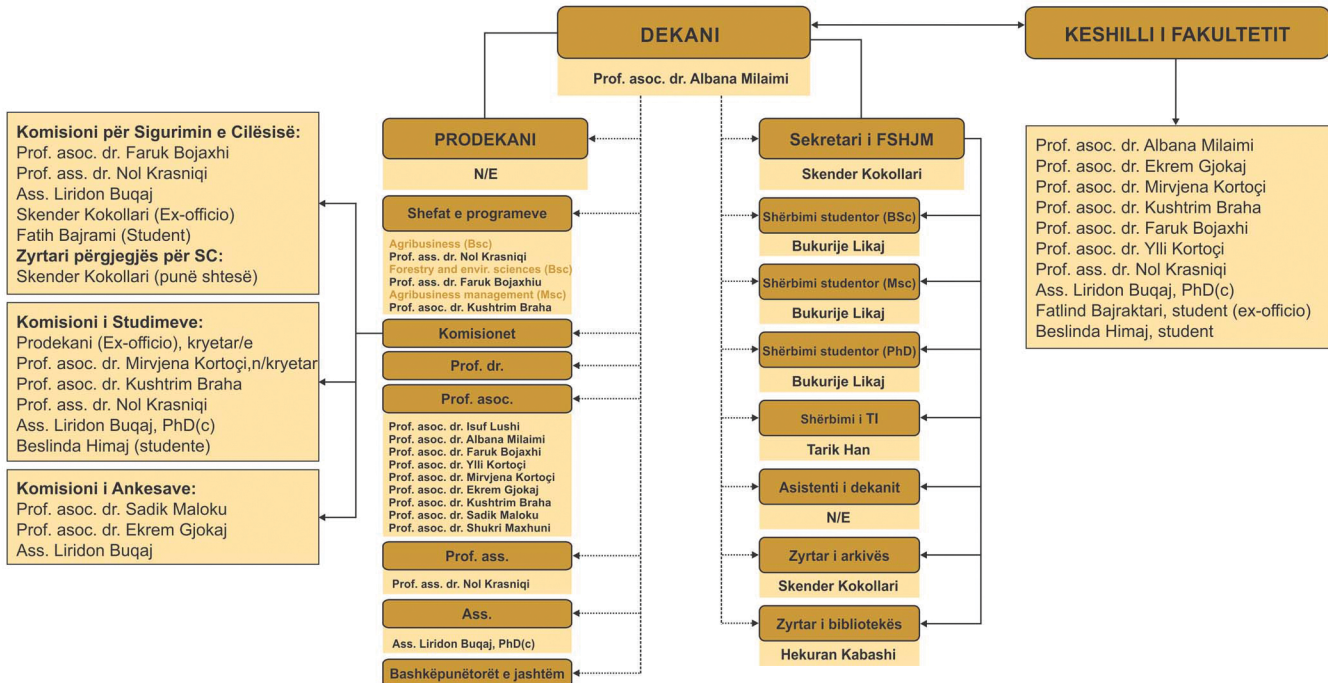 DEKANI
Prof. asoc. dr. Albana Milaimi
KESHILLI I FAKULTETIT
Prof. asoc. dr. Albana Milaimi
Prof. asoc. dr. Ekrem Gjokaj
Prof. asoc. dr. Mirvjena Kortoçi
Prof. asoc. dr. Kushtrim Braha
Prof. asoc. dr. Faruk Bojaxhi
Prof. asoc. dr. Ylli Kortoçi
Prof. ass. dr. Nol Krasniqi
Ass. Liridon Buqaj, PhD(c)
Fatlind Bajraktari, student (ex-officio)
Beslinda Himaj, student
Komisioni për Sigurimin e Cilësisë:
Prof. asoc. dr. Faruk Bojaxhi
Prof. ass. dr. Nol Krasniqi
Ass. Liridon Buqaj
Skender Kokollari (Ex-officio)
Fatih Bajrami (Student)
Zyrtari përgjegjës për SC:
Skender Kokollari (punë shtesë)
Komisioni i Studimeve:
Prodekani (Ex-officio), kryetar/e
Prof. asoc. dr. Mirvjena Kortoçi,n/kryetar
Prof. asoc. dr. Kushtrim Braha
Prof. ass. dr. Nol Krasniqi
Ass. Liridon Buqaj, PhD(c)
Beslinda Himaj (studente)
Komisioni i Ankesave:
Prof. asoc. dr. Sadik Maloku
Prof. asoc. dr. Ekrem Gjokaj
Ass. Liridon Buqaj
PRODEKANI
N/E
Shefat e programeve
Agribusiness (Bsc)
Prof. ass. dr. Nol Krasniqi
Forestry and envir. sciences (Bsc)
Prof. ass. dr. Faruk Bojaxhiu
Agribusiness management (Msc)
Prof. asoc. dr. Kushtrim Braha
Komisionet
Prof. dr.
Prof. asoc.
Prof. asoc. dr. Isuf Lushi
Prof. asoc. dr. Albana Milaimi
Prof. asoc. dr. Faruk Bojaxhi
Prof. asoc. dr. Ylli Kortoçi
Prof. asoc. dr. Mirvjena Kortoçi
Prof. asoc. dr. Ekrem Gjokaj
Prof. asoc. dr. Kushtrim Braha
Prof. asoc. dr. Sadik Maloku
Prof. asoc. dr. Shukri Maxhuni
Prof. ass.
Prof. ass. dr. Nol Krasniqi
Ass.
Ass. Liridon Buqaj, PhD(c)
Bashkëpunëtorët e jashtëm
Sekretari i FSHJM
Skender Kokollari
Shërbimi studentor (BSc)
Bukurije Likaj
Shërbimi studentor (Msc)
Bukurije Likaj
Shërbimi studentor (PhD)
Bukurije Likaj
Shërbimi i TI
Tarik Han
Asistenti i dekanit
N/E
Zyrtar i arkivës
Skender Kokollari
Zyrtar i bibliotekës
Hekuran Kabashi